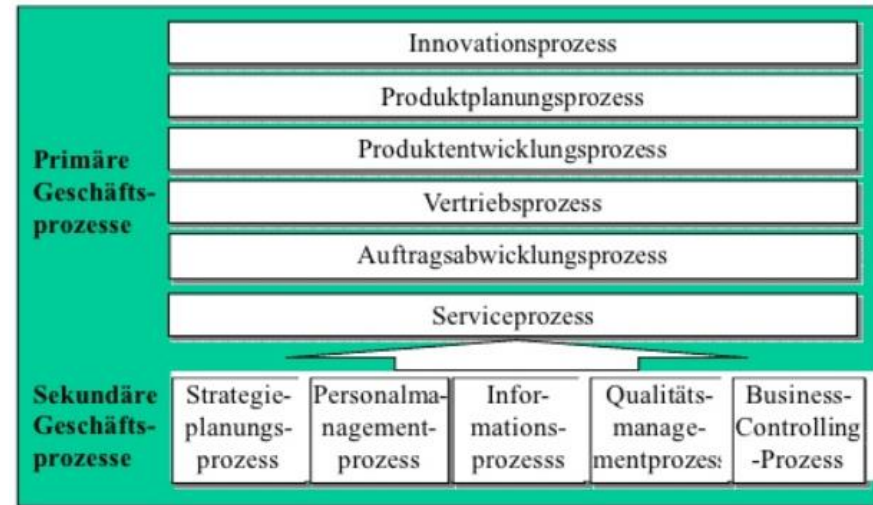 Innovationsprozess
Produktplanungsprozess
Primäre
Geschäfts-
prozesse
Produktentwicklungsprozess
Vertriebsprozess
Auftragsabwicklungsprozess
Serviceprozess
Sekundäre
Geschäfts-
prozesse
Strategie-
planungs-
prozess
Personalma-
nagement-
prozess
Infor-
mations-
prozesss
Qualitäts-
manage-
mentprozess
Business-
Controlling
-Prozess